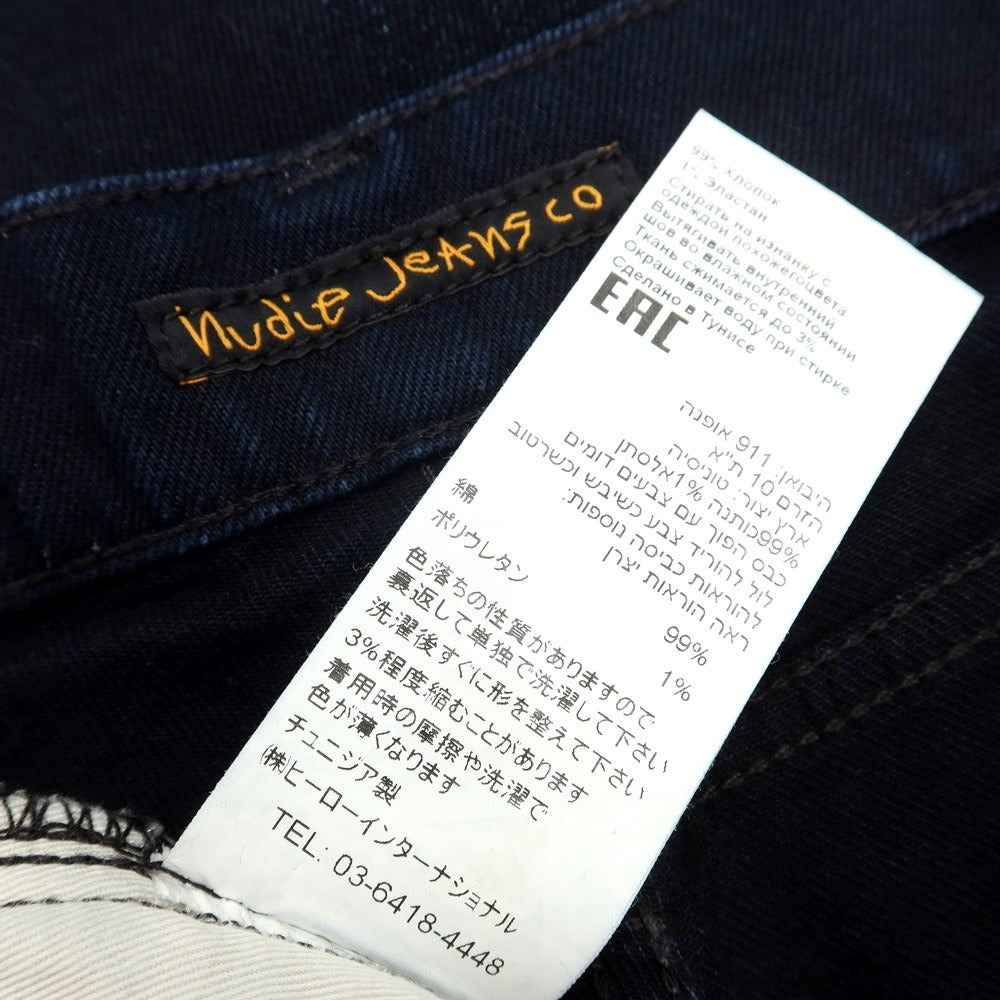 Nudie Jeans co
99% Хлопок
1% Эластан
Стирать на изнанку с
одеждой похожегоцвета
Вытягивать внутренний
шов во влажном состоянии
Ткань сжимается до 3%
Окрашивает воду при стирке
Сделано в Тунисе
EAC
היבואן: 911 אופנה
הזרם 10 ת"א
ארץ יצור: טוניסיה
99%כותנה 1%אלסתן
כבס הפוך עם צבעים דומים
לול להוריד צבע כשיבש וכשרטוב
להוראות כביסה נוספות:
ראה הוראות יצרן
綿 99%
ポリウレタン 1%
色落ちの性質がありますので
裏返して単独で洗濯して下さい
洗濯後すぐに形を整えて下さい
3%程度縮むことがあります
着用時の摩擦や洗濯で
色が薄くなります
チュニジア製
(株)ヒーローインターナショナル
TEL: 03-6418-4448